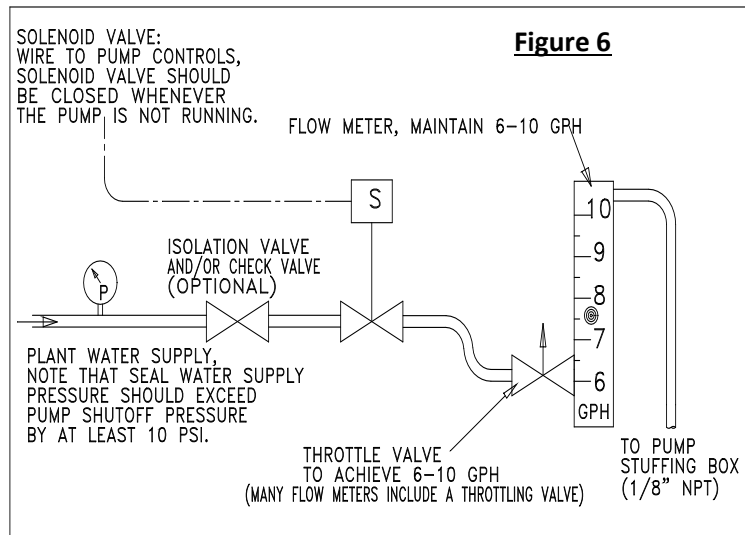 SOLENOID VALVE:
WIRE TO PUMP CONTROLS,
SOLENOID VALVE SHOULD
BE CLOSED WHENEVER
THE PUMP IS NOT RUNNING.
Figure 6
FLOW METER, MAINTAIN 6-10 GPH
S
10
9
8
7
6
GPH
ISOLATION VALVE
AND/OR CHECK VALVE
(OPTIONAL)
P
PLANT WATER SUPPLY,
NOTE THAT SEAL WATER SUPPLY
PRESSURE SHOULD EXCEED
PUMP SHUTOFF PRESSURE
BY AT LEAST 10 PSI.
THROTTLE VALVE
TO ACHIEVE 6-10 GPH
(MANY FLOW METERS INCLUDE A THROTTLING VALVE)
TO PUMP
STUFFING BOX
(1/8" NPT)